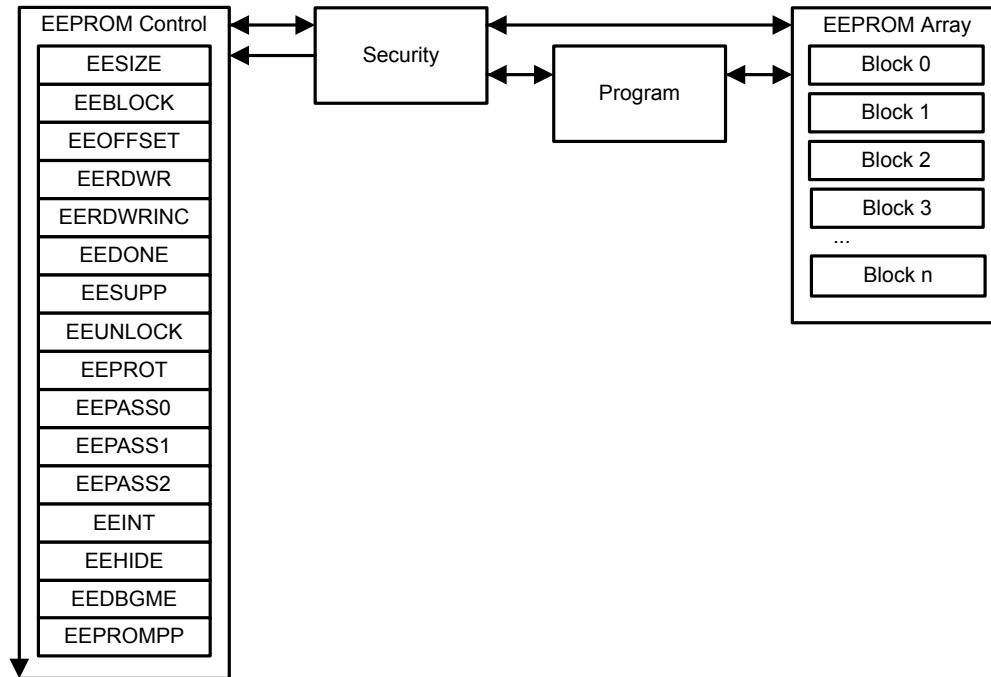 EEPROM Control
EESIZE
EEBLOCK
EEOFFSET
EERDWR
EERDWRINC
EEDONE
EESUPP
EEUNLOCK
EEPROT
EEPASS0
EEPASS1
EEPASS2
EEINT
EEHIDE
EEDBGME
EEPROMPP
Security
Program
EEPROM Array
Block 0
Block 1
Block 2
Block 3
...
Block n